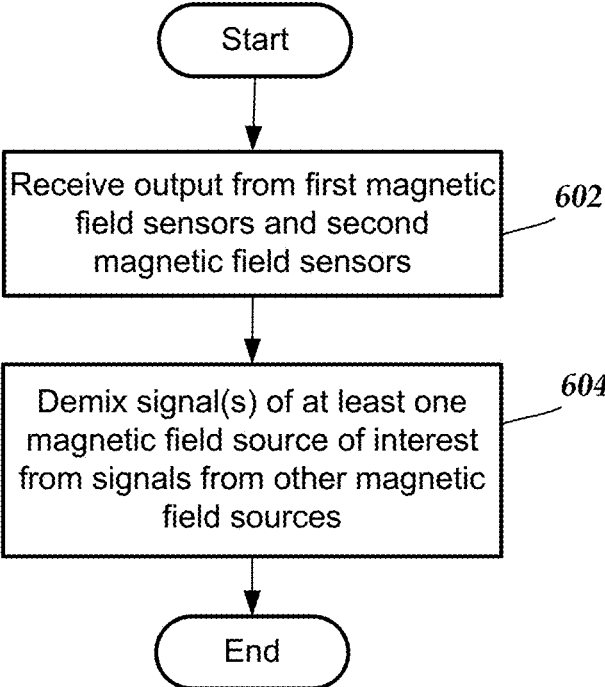 Start
Receive output from first magnetic
field sensors and second
magnetic field sensors
602
Demix signal(s) of at least one
magnetic field source of interest
from signals from other magnetic
field sources
604
End